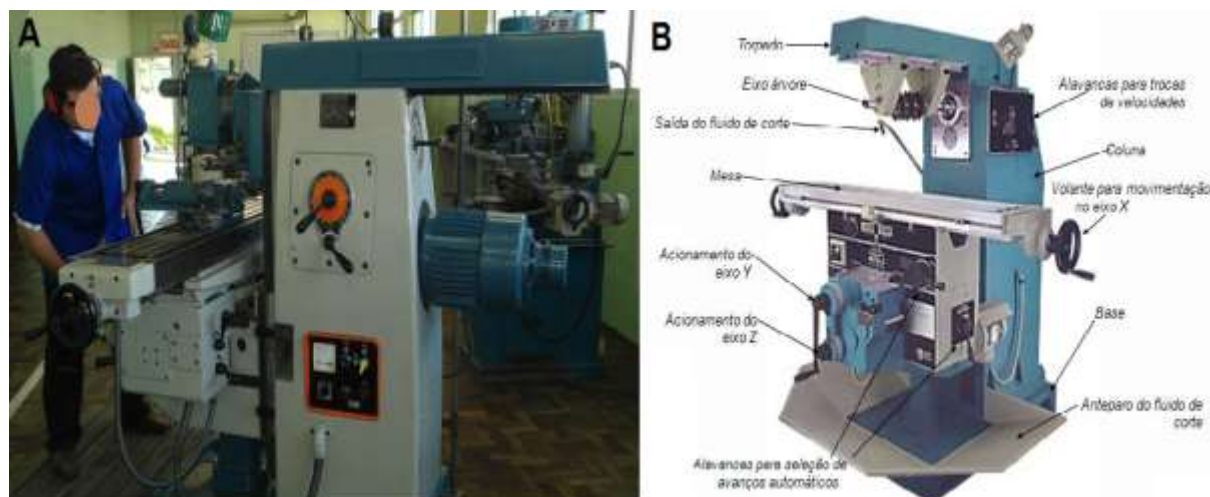 A
B
Torpedo
Eixo árvore
Saída do fluido de corte
Mesa
Alavancas para trocas
de velocidades
Coluna
Volante para movimentação
no eixo X
Acionamento do
eixo Y
Acionamento do
eixo Z
Base
Anteparo do fluido de
corte
Alavancas para seleção de
avanços automáticos